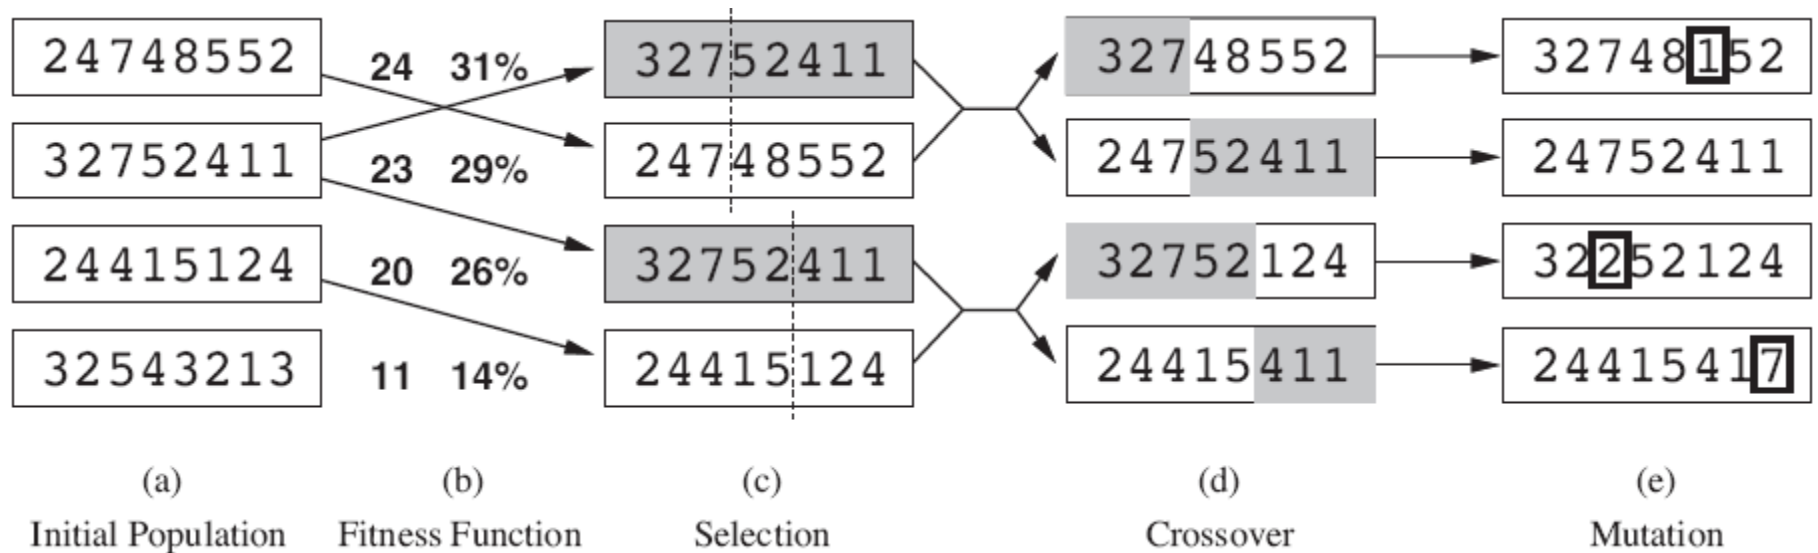 24748552 24 31% 32752411 32748552 32748152
32752411 23 29% 24748552 24752411 24752411
24415124 20 26% 32752411 32752124 32252124
32543213 11 14% 24415124 24415411 24415417
(a) (b) (c) (d) (e)
Initial Population Fitness Function Selection Crossover Mutation